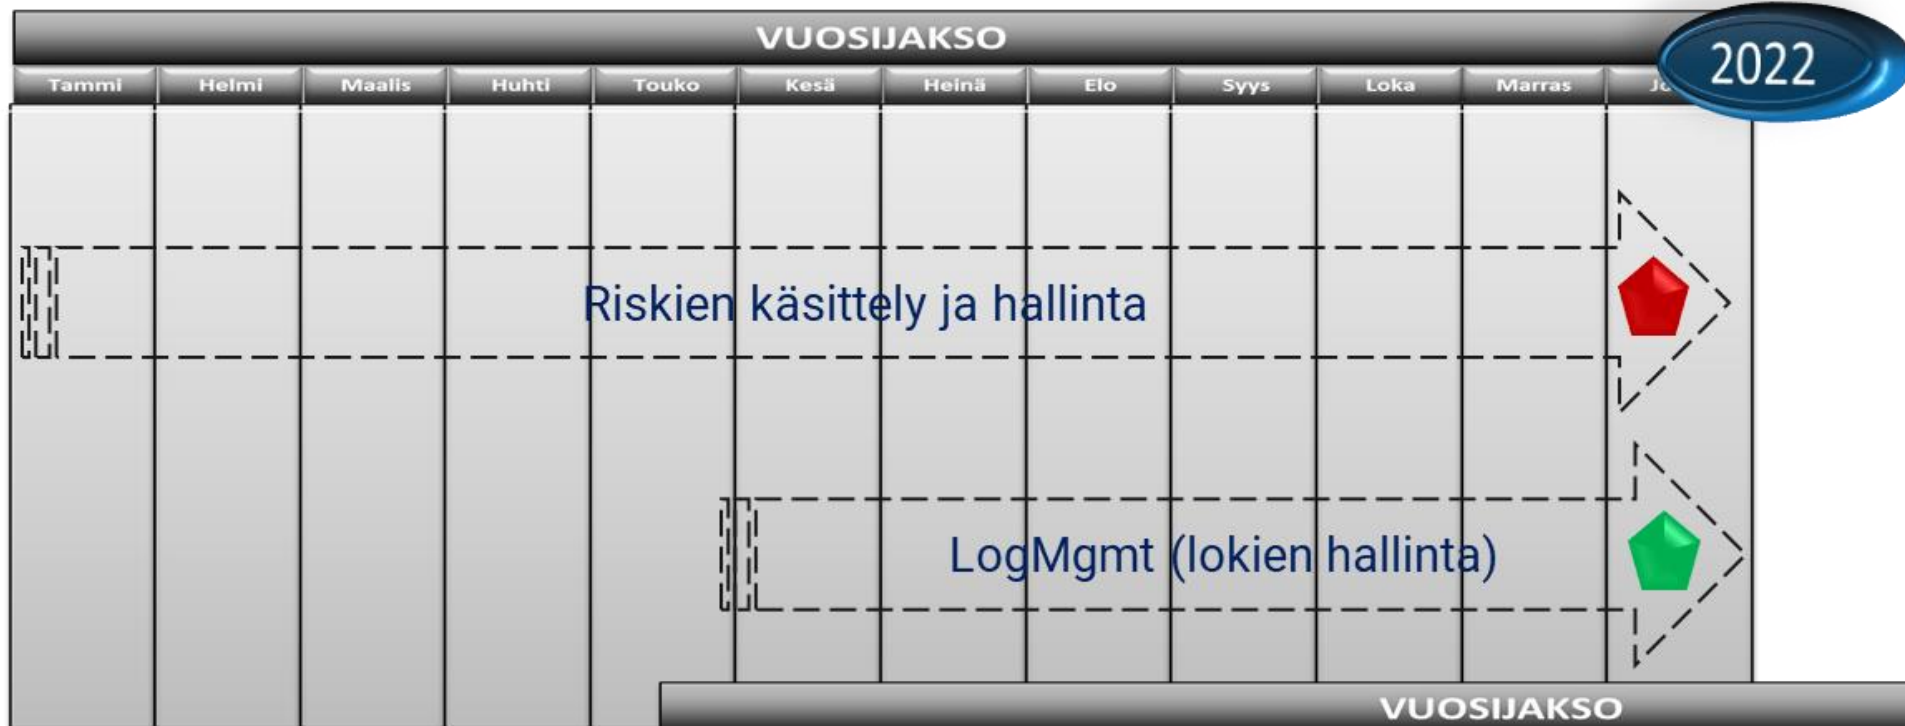 VUOSIJAKSO
2022
Tammi Helmi Maalis Huhti Touko Kesä Heinä Elo Syys Loka Marras
Riskien käsittely ja hallinta
LogMgmt (lokien hallinta)
VUOSIJAKSO